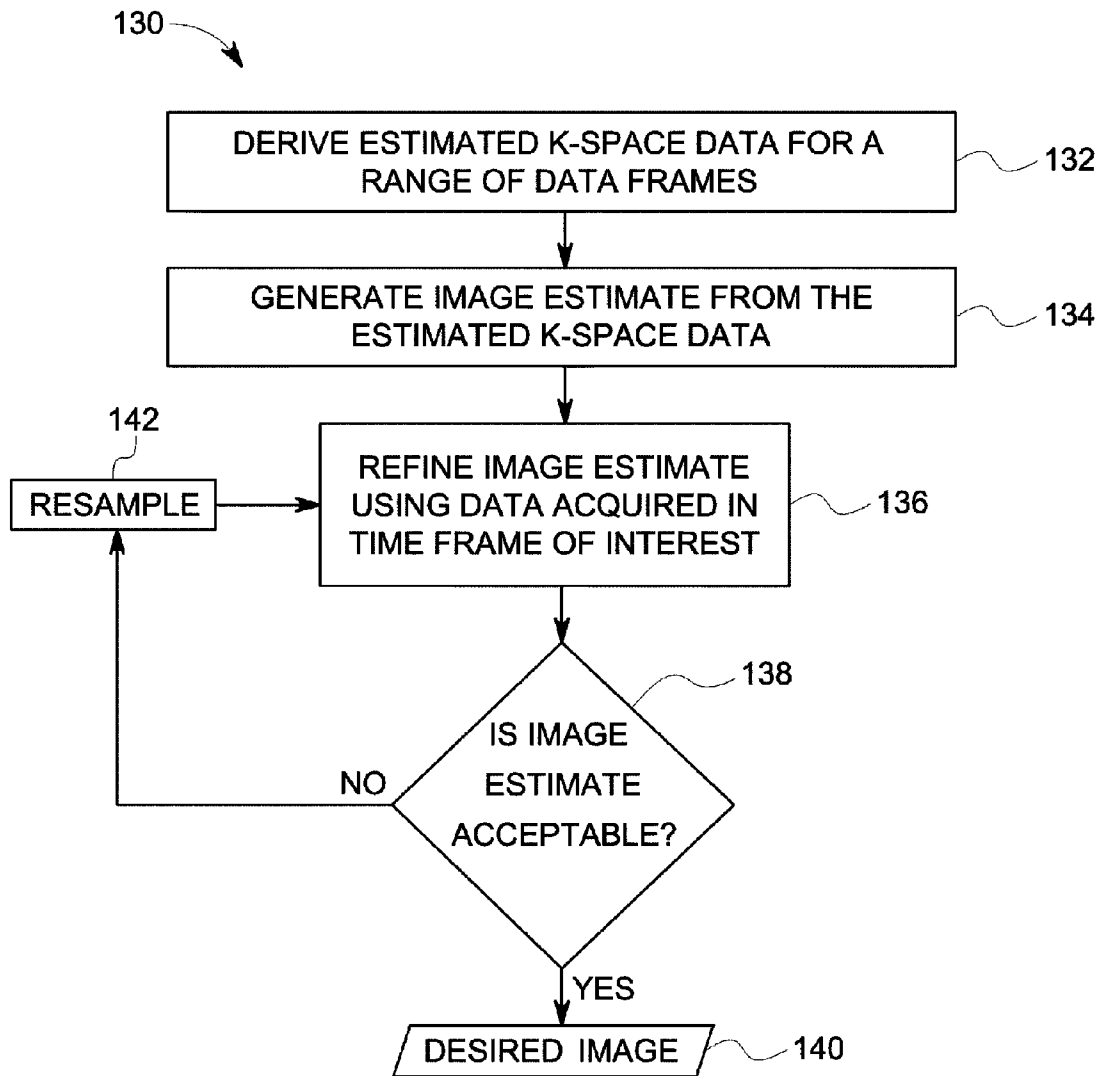 130
DERIVE ESTIMATED K-SPACE DATA FOR A
RANGE OF DATA FRAMES
132
GENERATE IMAGE ESTIMATE FROM THE
ESTIMATED K-SPACE DATA
134
142
RESAMPLE
REFINE IMAGE ESTIMATE
USING DATA ACQUIRED IN
TIME FRAME OF INTEREST
136
138
IS IMAGE
ESTIMATE
ACCEPTABLE?
NO
YES
DESIRED IMAGE
140